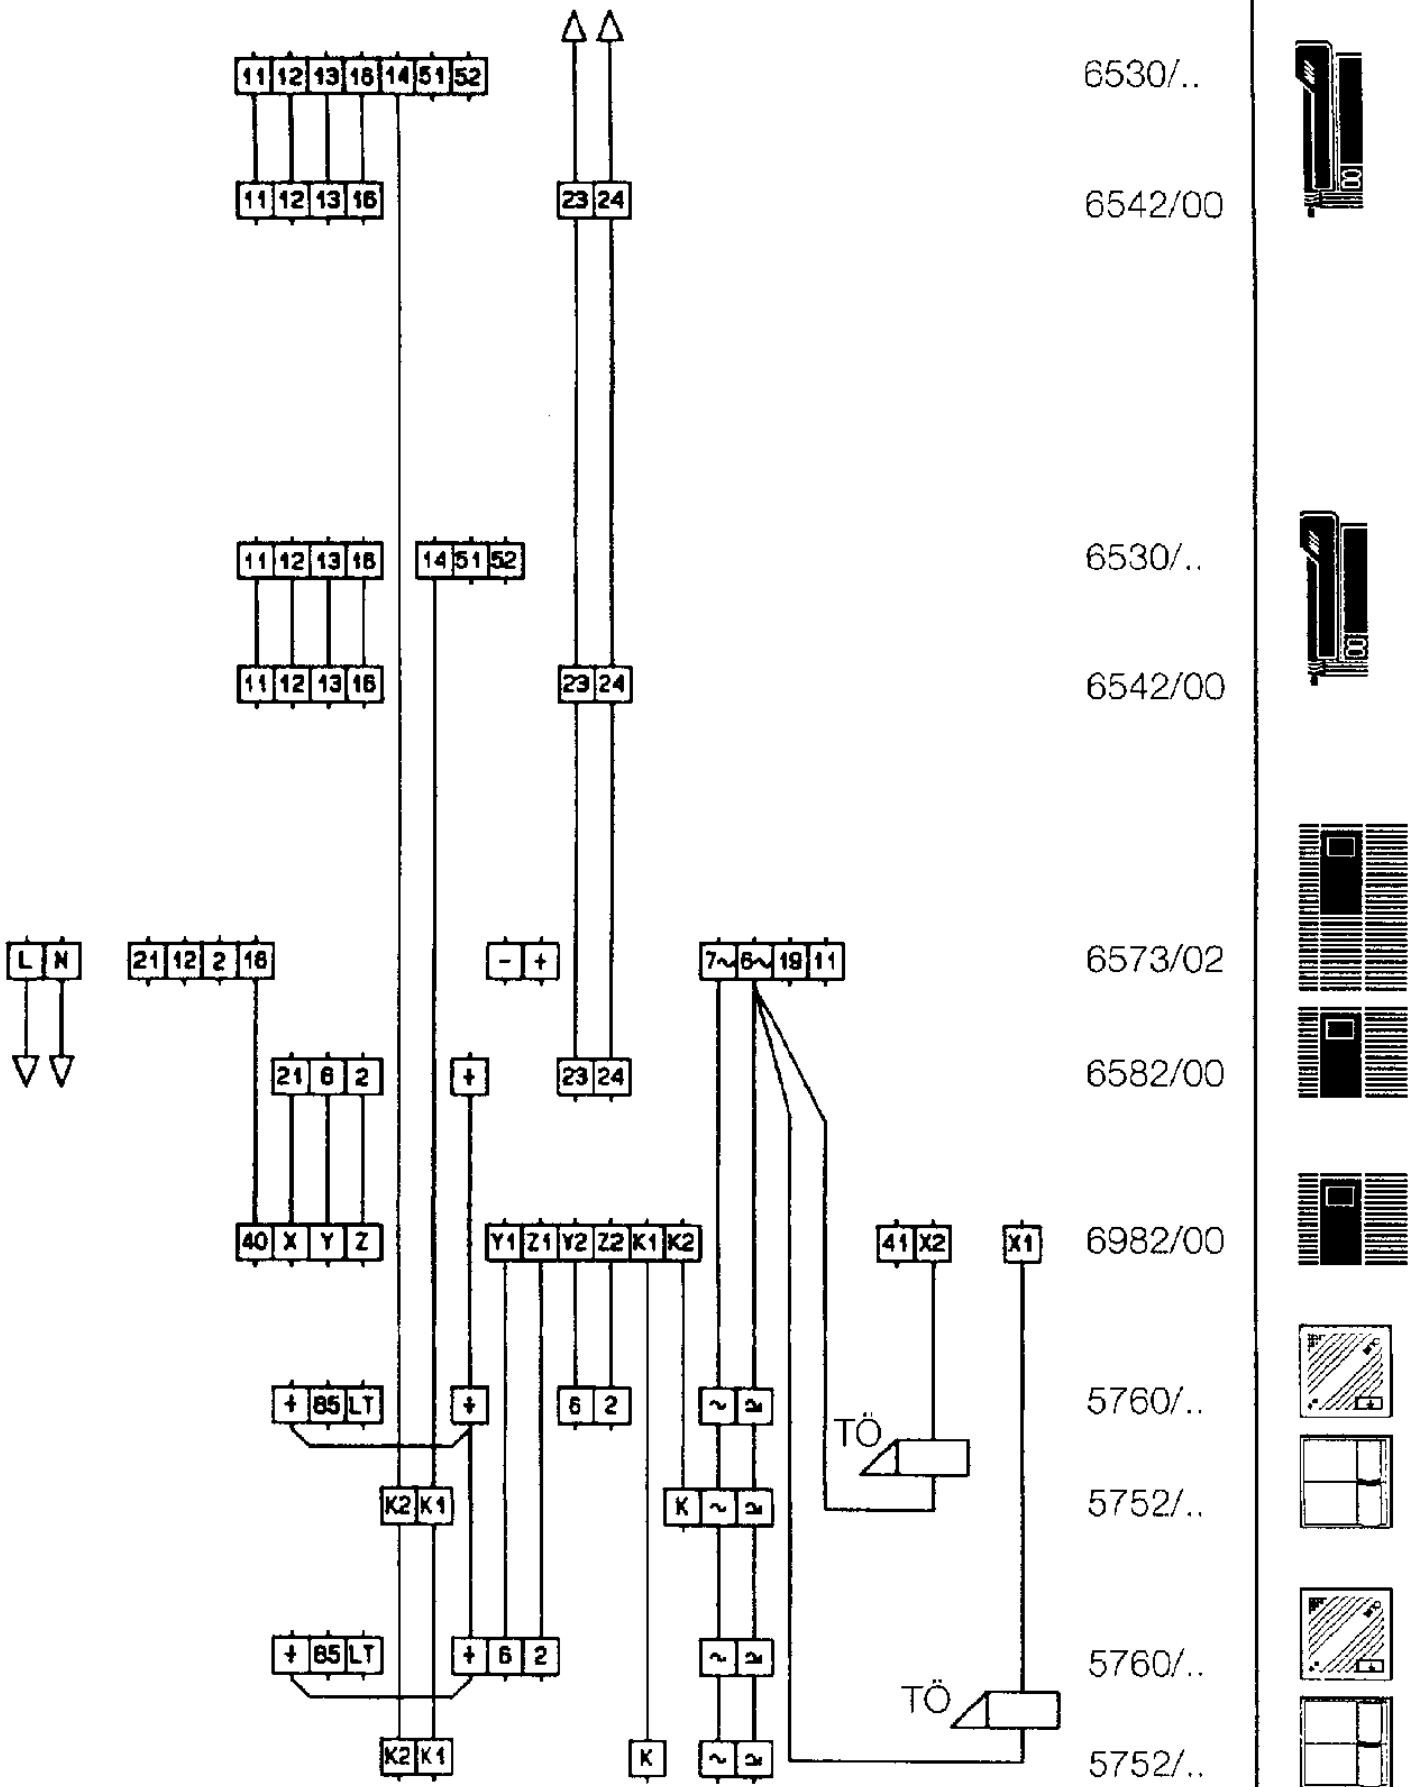 11 12 13 16 14 51 52 6530/..
11 12 13 16 23 24 6542/00
11 12 13 16 14 51 52 6530/..
11 12 13 16 23 24 6542/00
L N 21 12 2 16 - + 7~ 6~ 19 11 6573/02
21 6 2 + 23 24 6582/00
40 X Y Z Y1 Z1 Y2 Z2 K1 K2 41 X2 X1 6982/00
+ 85 LT + 6 2 ~ ≃ 5760/..
TÖ
K2 K1 K ~ ≃ 5752/..
+ 85 LT + 6 2 ~ ≃ 5760/..
TÖ
K2 K1 K ~ ≃ 5752/..